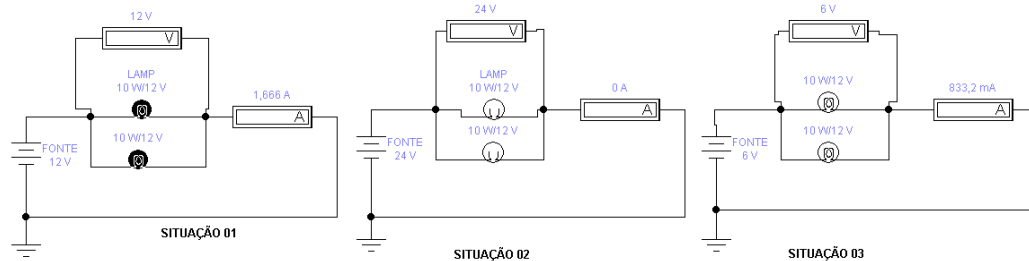 12 V
V
LAMP
10 W/12 V
1,666 A
A
10 W/12 V
FONTE
12 V
SITUAÇÃO 01
24 V
V
LAMP
10 W/12 V
0 A
A
10 W/12 V
FONTE
24 V
SITUAÇÃO 02
6 V
V
10 W/12 V
833,2 mA
A
10 W/12 V
FONTE
6 V
SITUAÇÃO 03